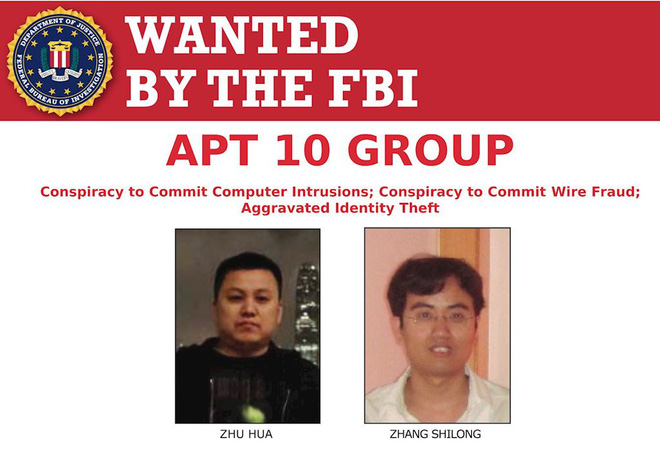 DEPARTMENT OF JUSTICE
FEDERAL BUREAU OF INVESTIGATION
WANTED
BY THE FBI
APT 10 GROUP
Conspiracy to Commit Computer Intrusions; Conspiracy to Commit Wire Fraud;
Aggravated Identity Theft
ZHU HUA
ZHANG SHILONG